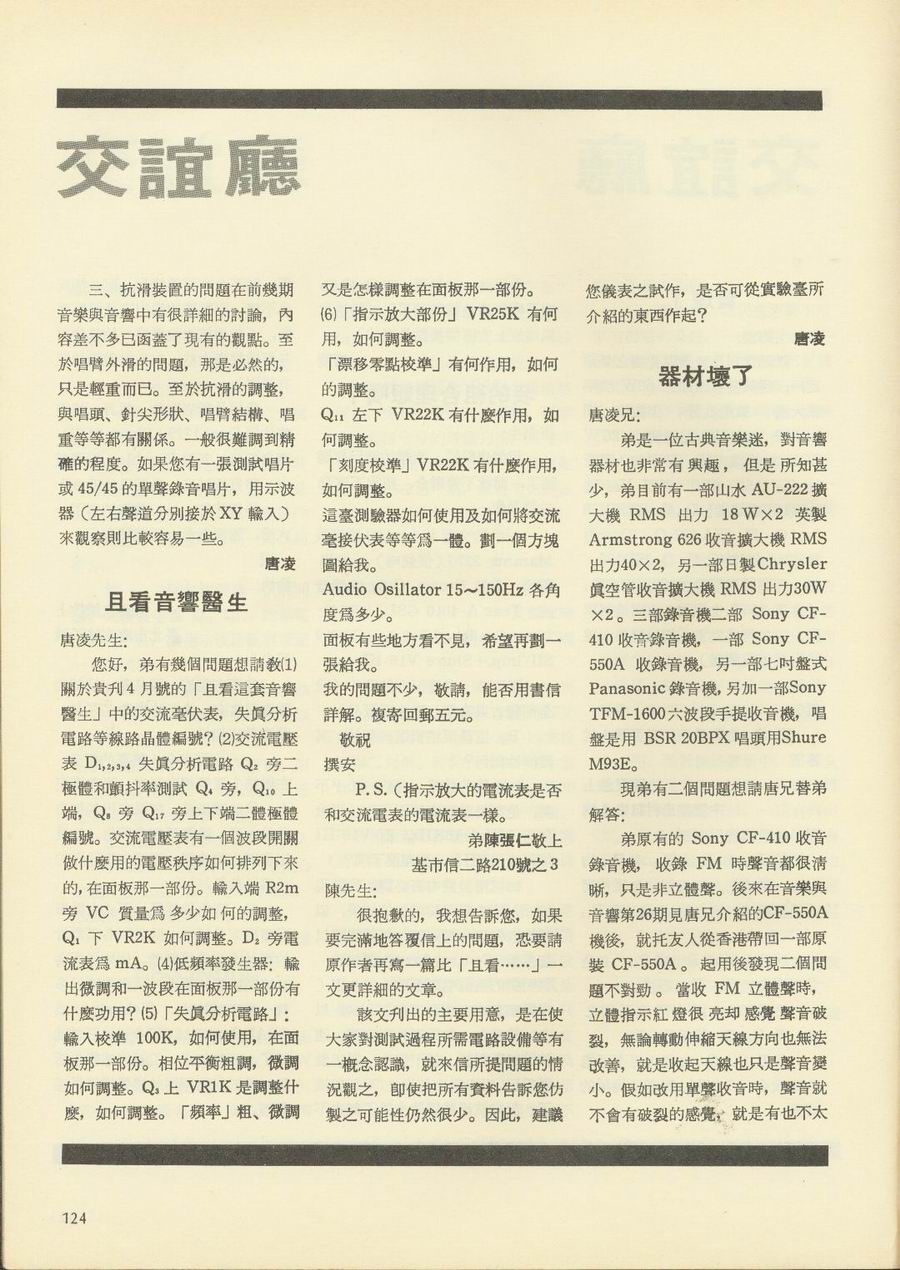 交誼廳
三、抗滑裝置的問題在前幾期
音樂與音響中有很詳細的討論，內
容差不多已函蓋了現有的觀點。至
於唱臂外滑的問題，那是必然的，
只是輕重而已。至於抗滑的調整，
與唱頭、針尖形狀、唱臂結構、唱
重等等都有關係。一般很難調到精
確的程度。如果您有一張測試唱片
或 45/45 的單聲錄音唱片，用示波
器（左右聲道分別接於 XY 輸入）
來觀察則比較容易一些。
唐凌
且看音響醫生
唐凌先生：
您好，弟有幾個問題想請教⑴
關於貴刋 4 月號的「且看這套音響
醫生」中的交流毫伏表，失眞分析
電路等線路晶體編號？⑵交流電壓
表 D₁,₂,₃,₄ 失眞分析電路 Q₂ 旁二
極體和顫抖率測試 Q₄ 旁，Q₁₀ 上
端，Q₈ 旁 Q₁₇ 旁上下端二體極體
編號。交流電壓表有一個波段開關
做什麼用的電壓秩序如何排列下來
的，在面板那一部份。輸入端 R2m
旁 VC 質量爲 多少如 何的調整，
Q₁ 下 VR2K 如何調整。D₂ 旁電
流表爲 mA。⑷低頻率發生器：輸
出微調和一波段在面板那一部份有
什麼功用？⑸「失眞分析電路」：
輸入校準 100K，如何使用，在面
板那一部份。相位平衡粗調，微調
如何調整。Q₃ 上 VR1K 是調整什
麼，如何調整。「頻率」粗、微調
又是怎樣調整在面板那一部份。
⑹「指示放大部份」VR25K 有何
用，如何調整。
「漂移零點校準」有何作用，如何
的調整。
Q₁₁ 左下 VR22K 有什麼作用，如
何調整。
「刻度校準」VR22K 有什麼作用，
如何調整。
這臺測驗器如何使用及如何將交流
毫接伏表等等爲一體。劃一個方塊
圖給我。
Audio Osillator 15～150Hz 各角
度爲多少。
面板有些地方看不見，希望再劃一
張給我。
我的問題不少，敬請，能否用書信
詳解。複寄回郵五元。
敬祝
撰安
P. S.（指示放大的電流表是否
和交流電表的電流表一樣。
弟陳張仁敬上
基市信二路210號之 3
陳先生：
很抱歉的，我想告訴您，如果
要完滿地答覆信上的問題，恐要請
原作者再寫一篇比「且看……」一
文更詳細的文章。
該文刋出的主要用意，是在使
大家對測試過程所需電路設備等有
一槪念認識，就來信所提問題的情
況觀之，卽使把所有資料告訴您仿
製之可能性仍然很少。因此，建議
您儀表之試作，是否可從實驗臺所
介紹的東西作起？
唐凌
器材壞了
唐凌兄：
弟是一位古典音樂迷，對音響
器材也非常有 興趣 ， 但是 所知甚
少，弟目前有一部山水 AU-222 擴
大機 RMS 出力 18 W×2 英製
Armstrong 626 收音擴大機 RMS
出力40×2，另一部日製 Chrysler
眞空管收音擴大機 RMS 出力30W
×2 。三部錄音機二部 Sony CF-
410 收音錄音機，一部 Sony CF-
550A 收錄音機，另一部七吋盤式
Panasonic 錄音機，另加一部Sony
TFM-1600 六波段手提收音機，唱
盤是用 BSR 20BPX 唱頭用Shure
M93E。
現弟有二個問題想請唐兄替弟
解答：
弟原有的 Sony CF-410 收音
錄音機， 收錄 FM 時聲音都很清
晰，只是非立體聲。後來在音樂與
音響第26期見唐兄介紹的CF-550A
機後，就托友人從香港帶回一部原
裝 CF-550A 。 起用後發現二個問
題不對勁 。 當收 FM 立體聲時，
立體指示紅 燈很 亮却 感覺 聲音破
裂，無論轉動伸縮天線方向也無法
改善，就是收起天線也只是聲音變
小。假如改用單聲收音時，聲音就
不會有破裂的感覺，就是有也不太
124